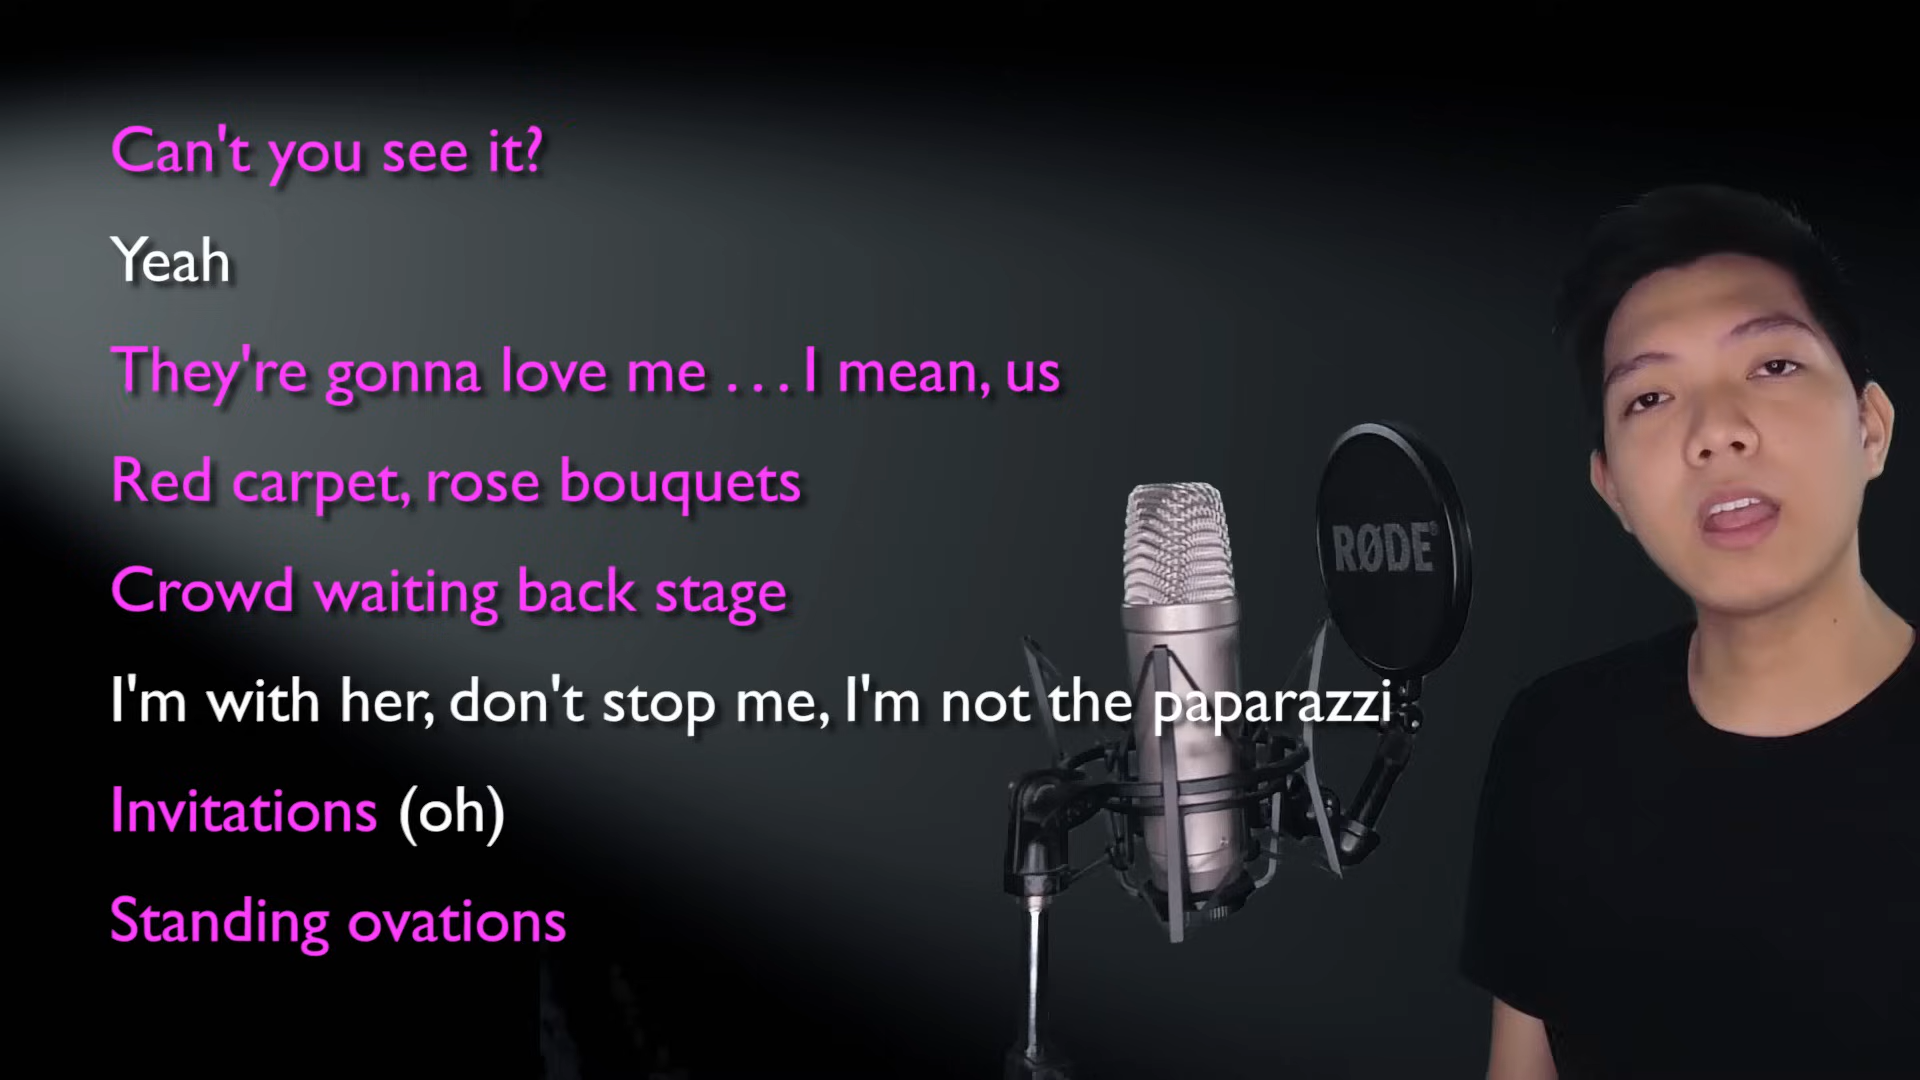 Can't you see it?
Yeah
They're gonna love me . . . I mean, us
Red carpet, rose bouquets
Crowd waiting back stage
I'm with her, don't stop me, I'm not the paparazzi
Invitations (oh)
Standing ovations
RØDE